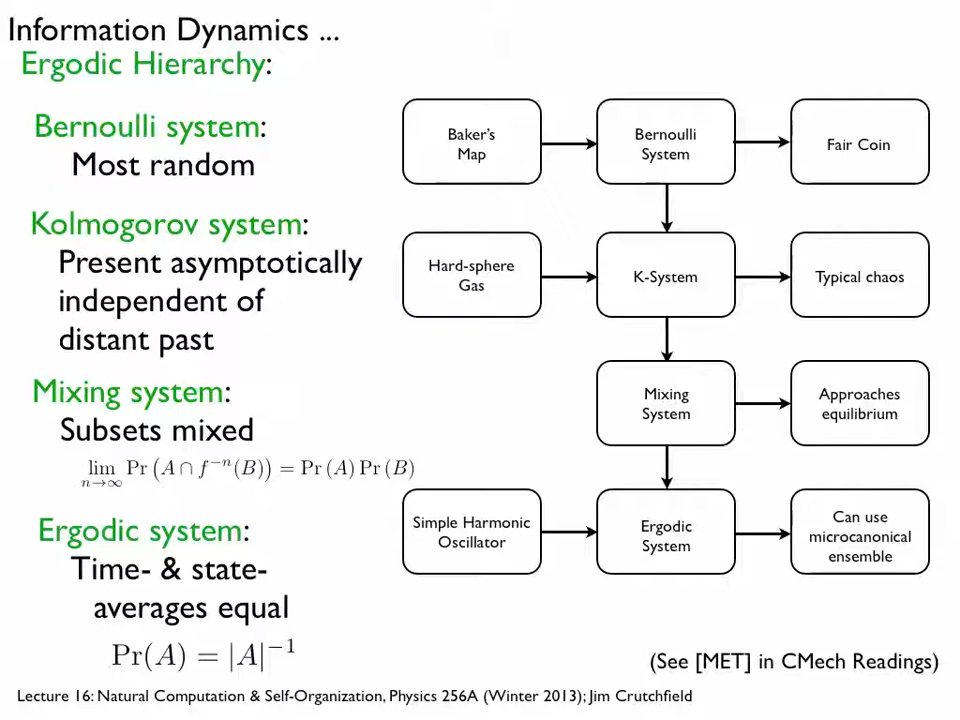 Information Dynamics ...
Ergodic Hierarchy:
Bernoulli system:
Most random
Kolmogorov system:
Present asymptotically
independent of
distant past
Mixing system:
Subsets mixed
lim_{n→∞} Pr (A ∩ f^{−n}(B)) = Pr (A) Pr (B)
Ergodic system:
Time- & state-
averages equal
Pr(A) = |A|^{−1}
Baker's
Map
Bernoulli
System
Fair Coin
Hard-sphere
Gas
K-System
Typical chaos
Mixing
System
Approaches
equilibrium
Simple Harmonic
Oscillator
Ergodic
System
Can use
microcanonical
ensemble
(See [MET] in CMech Readings)
Lecture 16: Natural Computation & Self-Organization, Physics 256A (Winter 2013); Jim Crutchfield